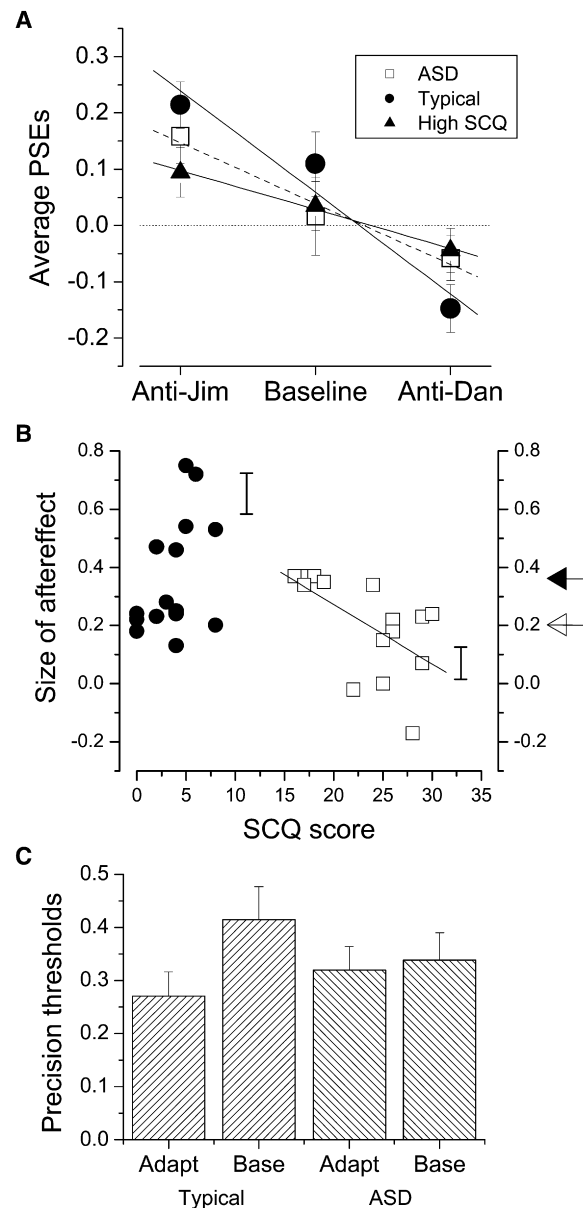 A
Average PSEs
0.3
0.2
0.1
0.0
-0.1
-0.2
ASD
Typical
High SCQ
Anti-Jim Baseline Anti-Dan
B
Size of aftereffect
0.8
0.6
0.4
0.2
0.0
-0.2
0.8
0.6
0.4
0.2
0.0
-0.2
0 5 10 15 20 25 30 35
SCQ score
C
Precision thresholds
0.5
0.4
0.3
0.2
0.1
0.0
Adapt Base Adapt Base
Typical ASD